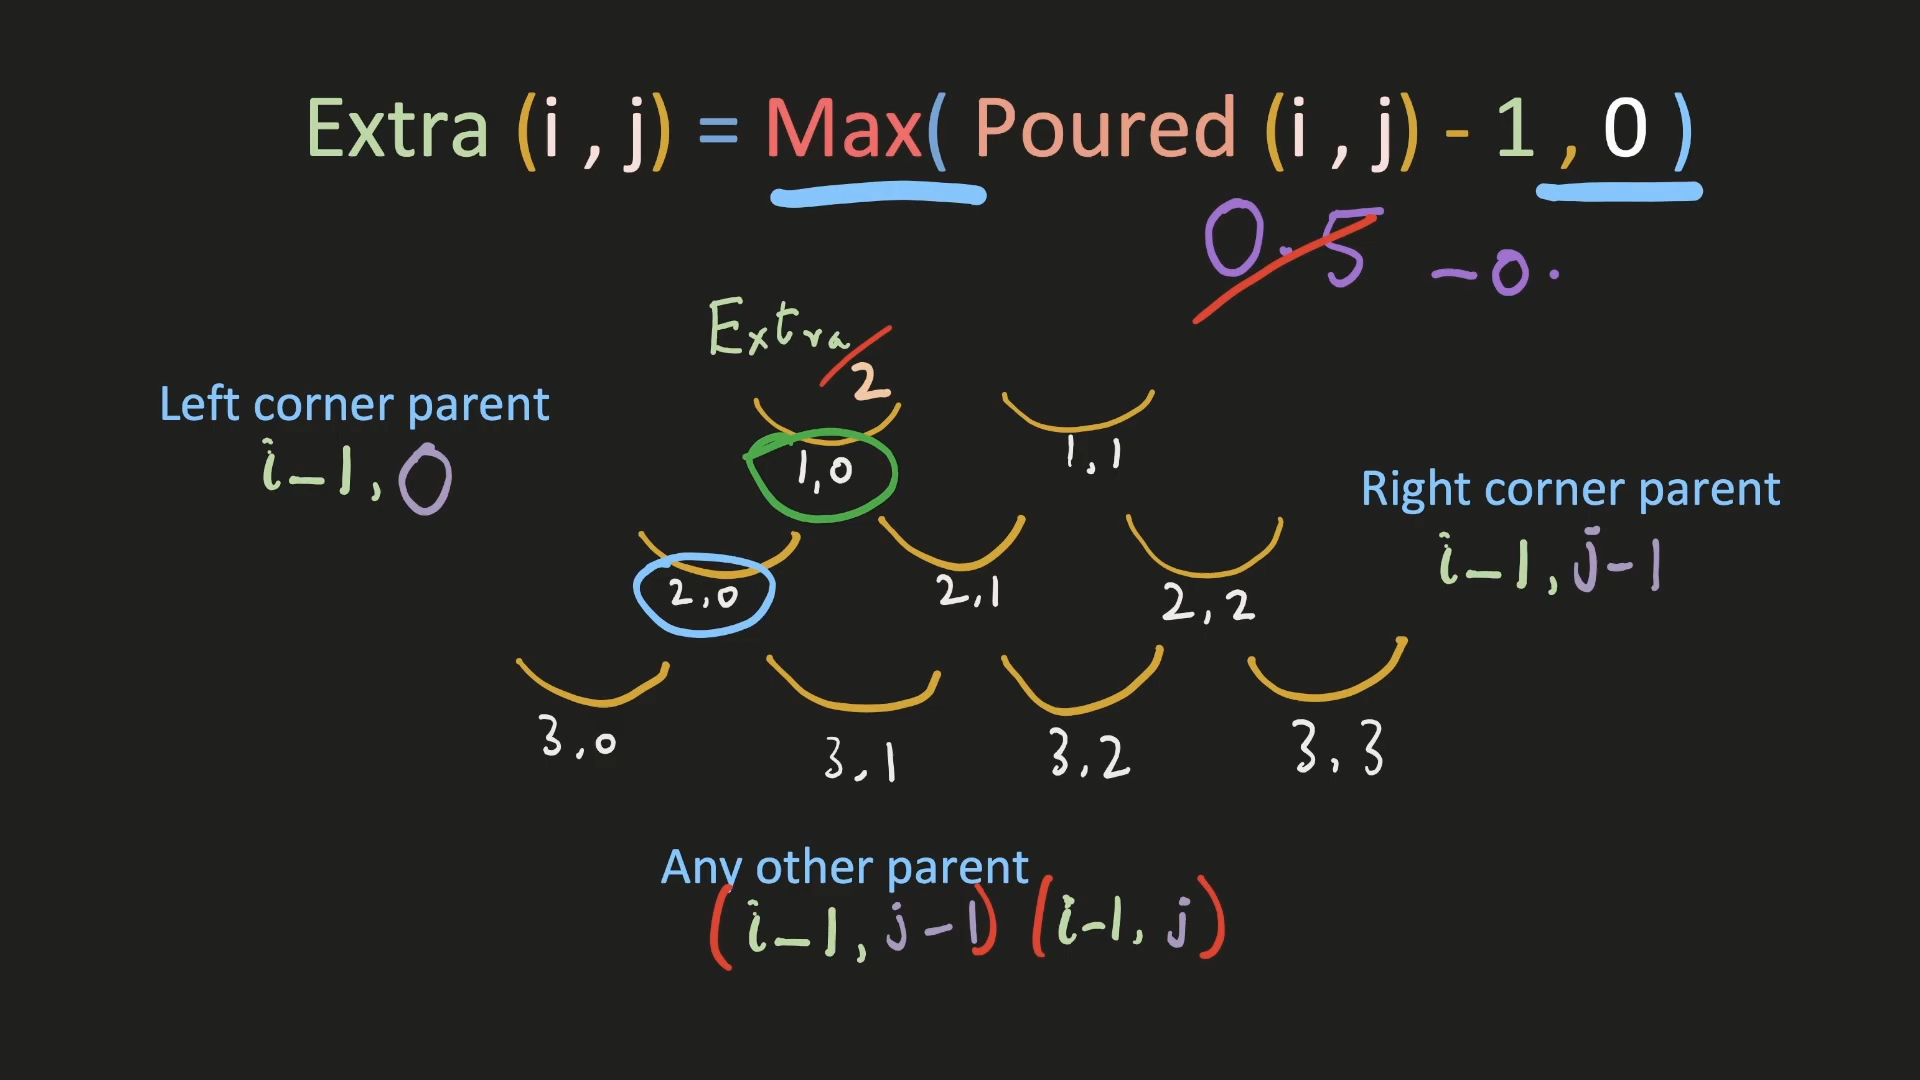 Extra (i , j) = Max( Poured (i , j) - 1 , 0 )
0.5 -0.
Extra/2
Left corner parent
i-1, 0
1,0 1,1
Right corner parent
i-1, j-1
2,0 2,1 2,2
3,0 3,1 3,2 3,3
Any other parent
(i-1, j-1) (i-1, j)